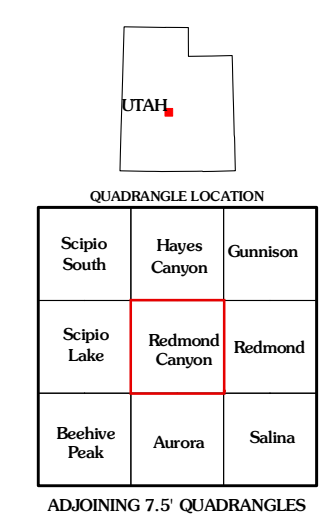 UTAH
QUADRANGLE LOCATION
Scipio
South
Hayes
Canyon
Gunnison
Scipio
Lake
Redmond
Canyon
Redmond
Beehive
Peak
Aurora
Salina
ADJOINING 7.5' QUADRANGLES